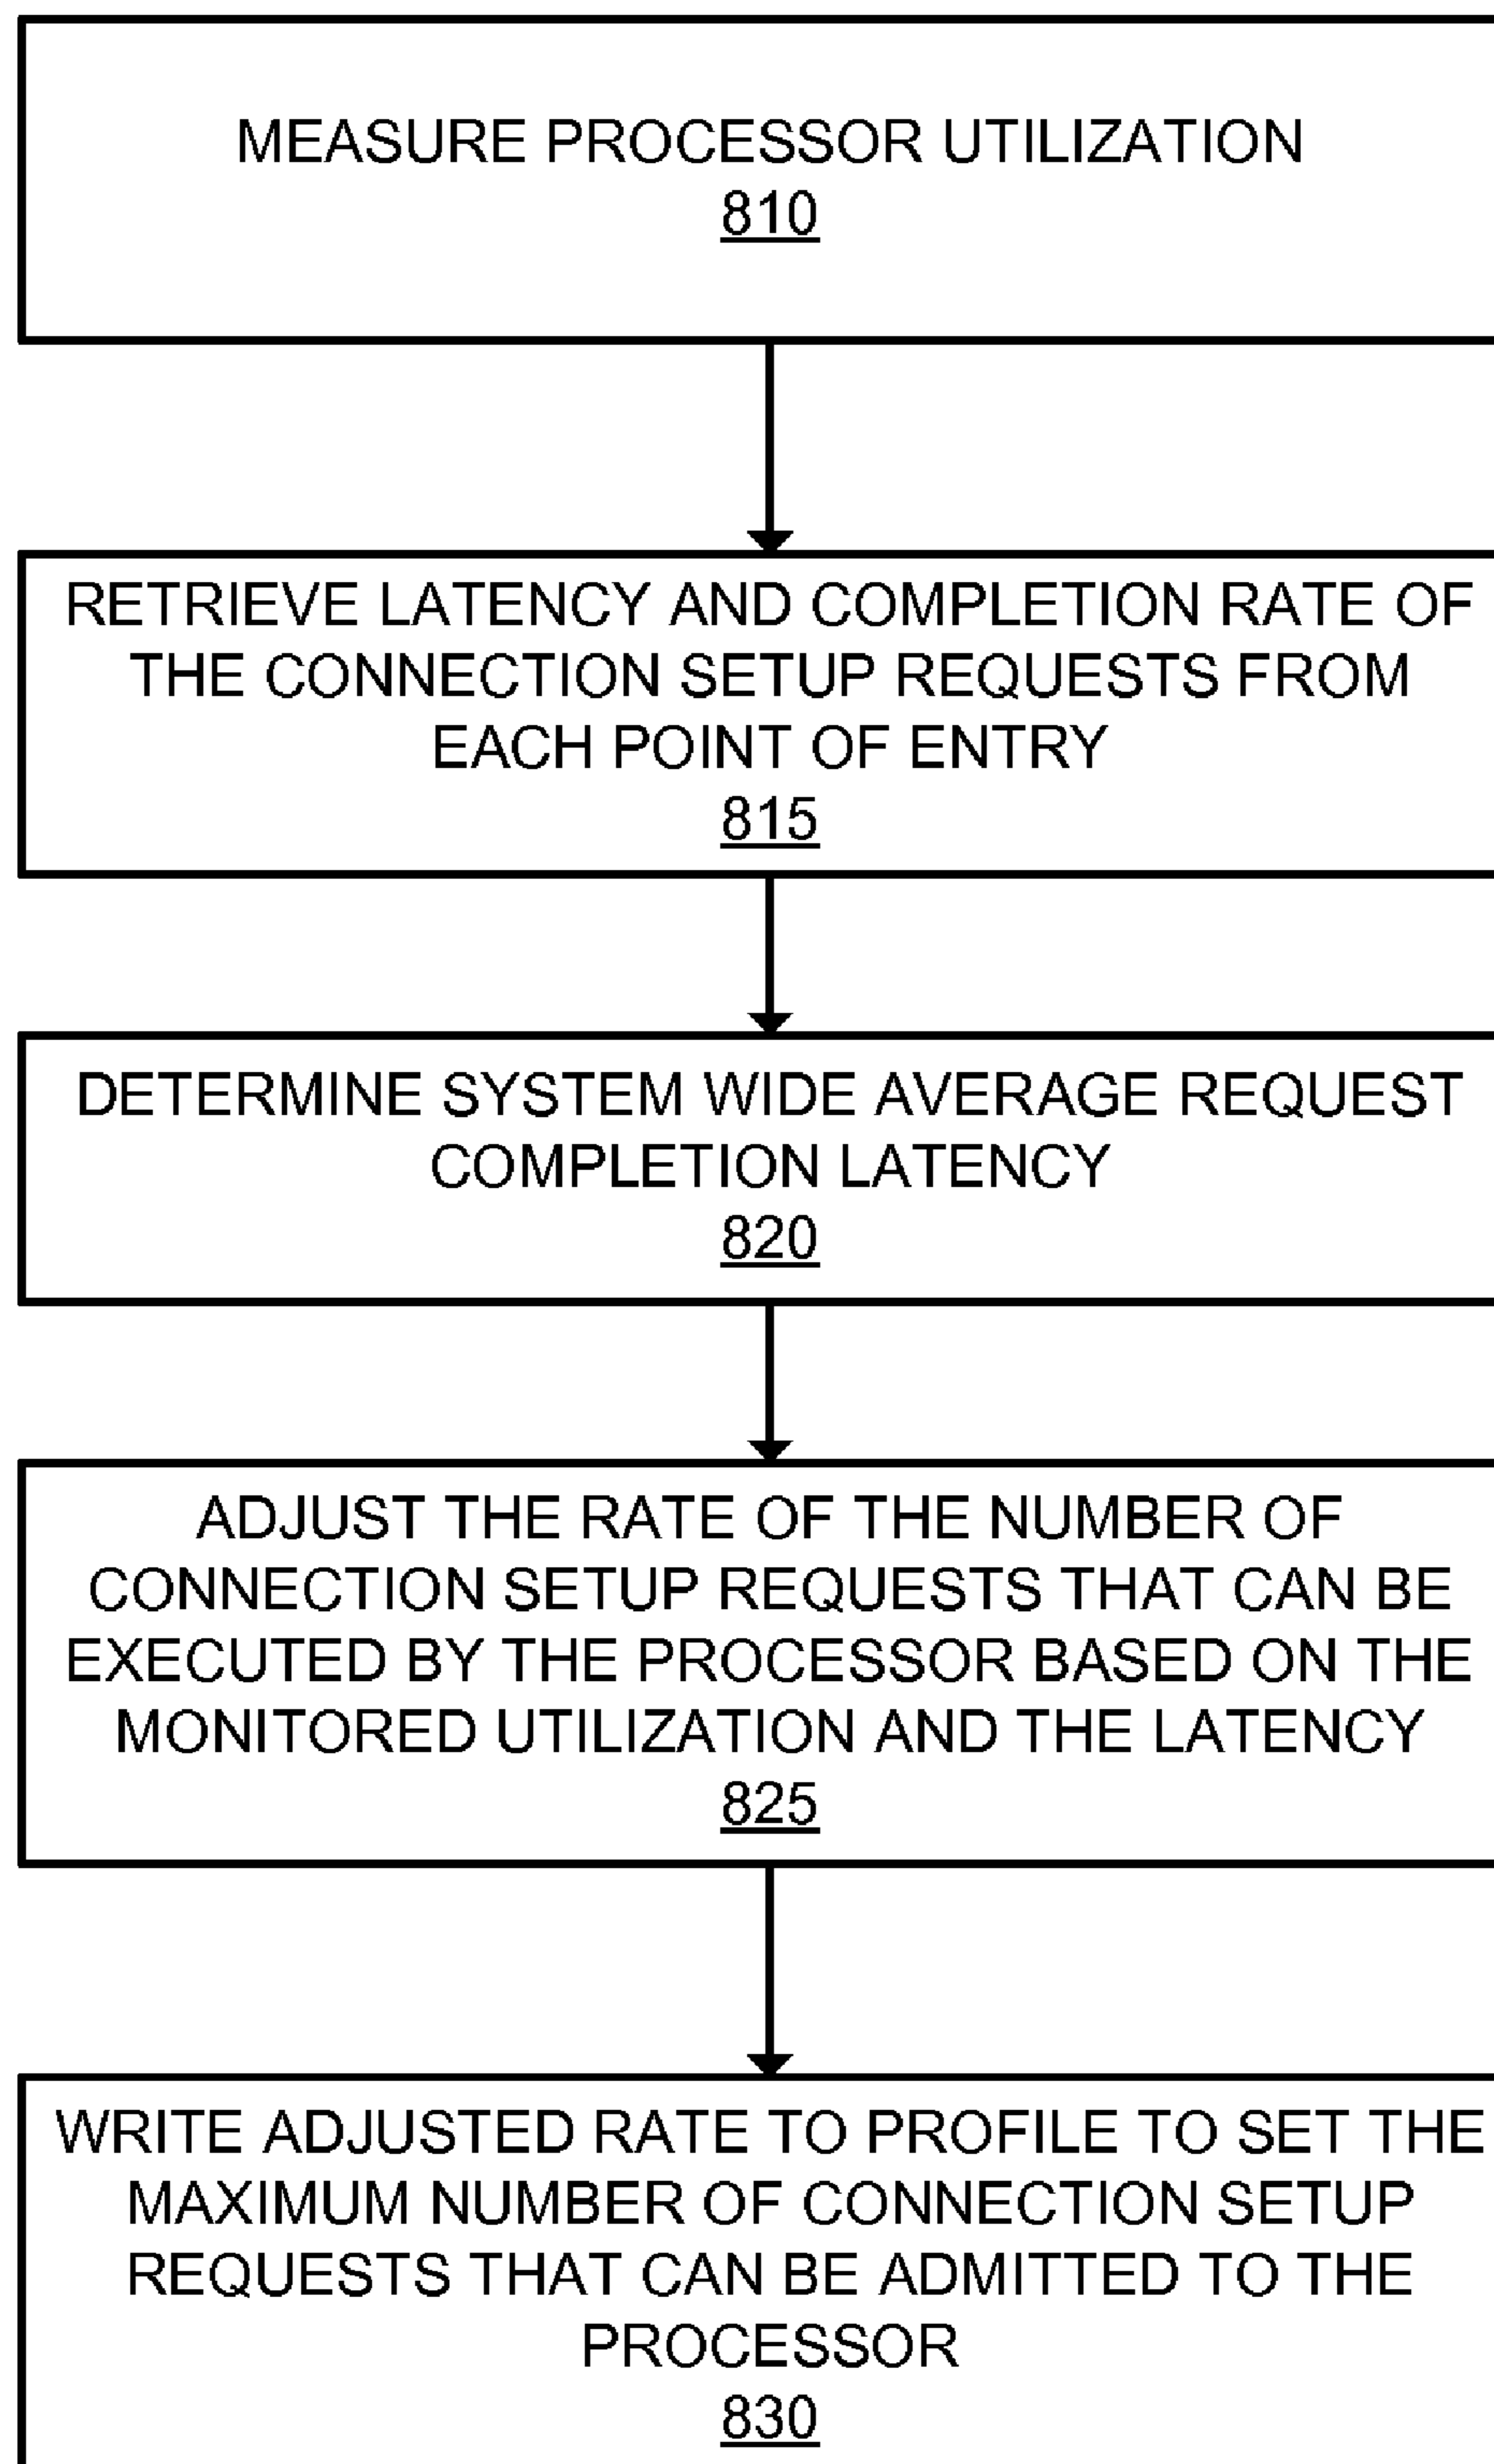 MEASURE PROCESSOR UTILIZATION
810
RETRIEVE LATENCY AND COMPLETION RATE OF
THE CONNECTION SETUP REQUESTS FROM
EACH POINT OF ENTRY
815
DETERMINE SYSTEM WIDE AVERAGE REQUEST
COMPLETION LATENCY
820
ADJUST THE RATE OF THE NUMBER OF
CONNECTION SETUP REQUESTS THAT CAN BE
EXECUTED BY THE PROCESSOR BASED ON THE
MONITORED UTILIZATION AND THE LATENCY
825
WRITE ADJUSTED RATE TO PROFILE TO SET THE
MAXIMUM NUMBER OF CONNECTION SETUP
REQUESTS THAT CAN BE ADMITTED TO THE
PROCESSOR
830